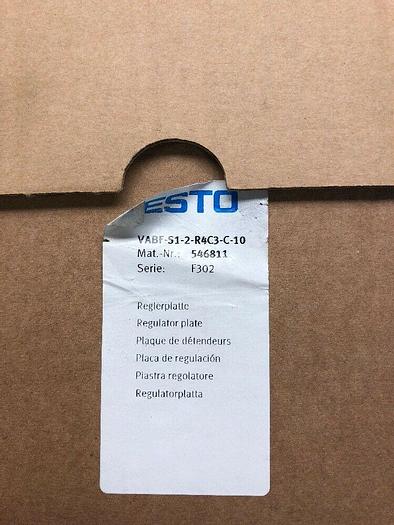 ESTO
VABF-S1-2-R4C3-C-10
Mat.-Nr.: 546811
Serie: F302
Reglerplatte
Regulator plate
Plaque de détendeurs
Placa de regulación
Piastra regolatore
Regulatorplatta